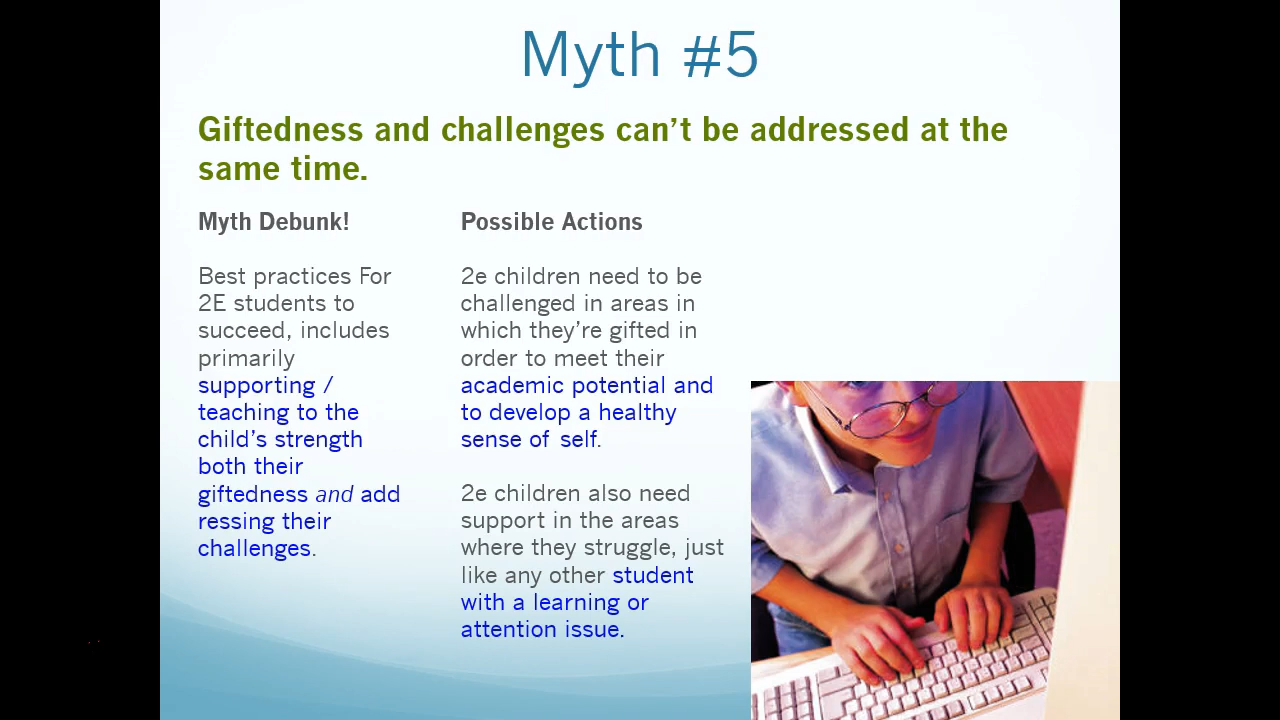 Myth #5
Giftedness and challenges can’t be addressed at the
same time.
Myth Debunk!
Best practices For
2E students to
succeed, includes
primarily
supporting /
teaching to the
child’s strength
both their
giftedness and add
ressing their
challenges.
Possible Actions
2e children need to be
challenged in areas in
which they’re gifted in
order to meet their
academic potential and
to develop a healthy
sense of self.
2e children also need
support in the areas
where they struggle, just
like any other student
with a learning or
attention issue.